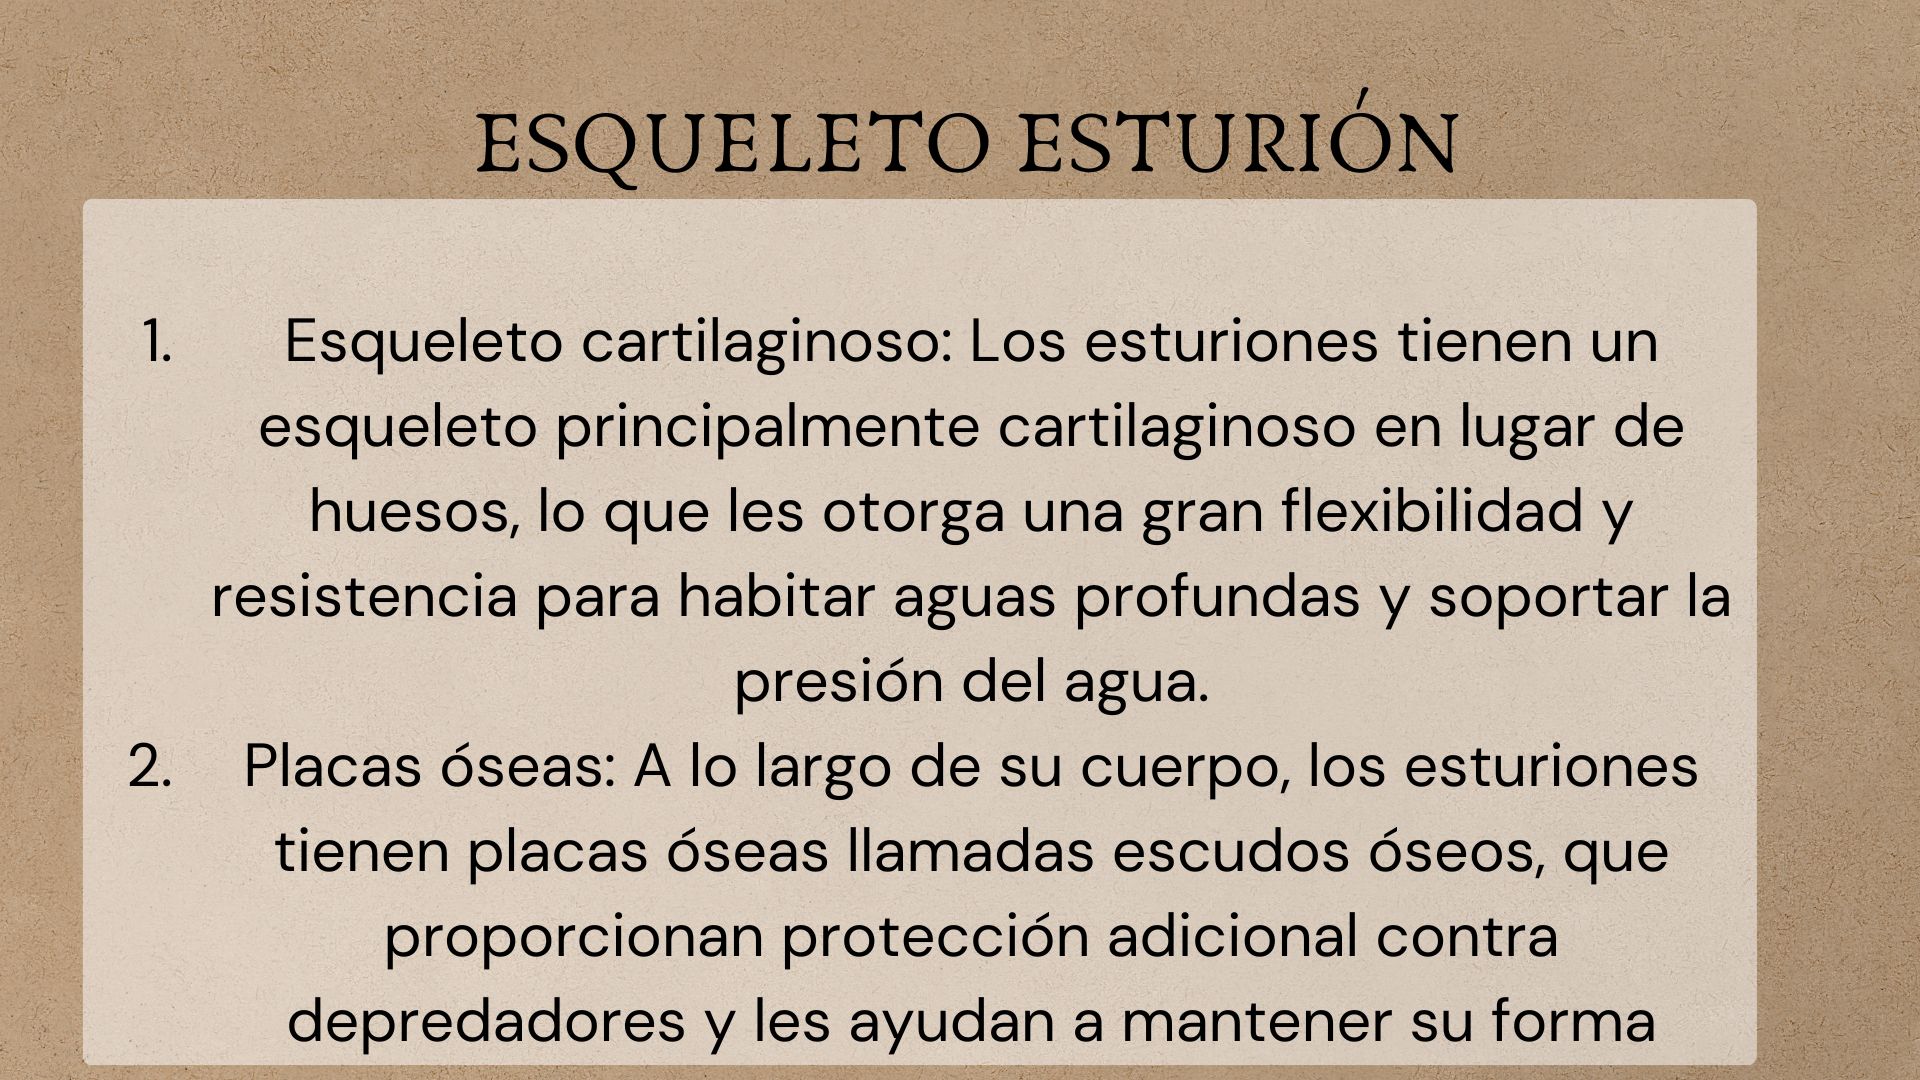 ESQUELETO ESTURIÓN
1. Esqueleto cartilaginoso: Los esturiones tienen un
esqueleto principalmente cartilaginoso en lugar de
huesos, lo que les otorga una gran flexibilidad y
resistencia para habitar aguas profundas y soportar la
presión del agua.
2. Placas óseas: A lo largo de su cuerpo, los esturiones
tienen placas óseas llamadas escudos óseos, que
proporcionan protección adicional contra
depredadores y les ayudan a mantener su forma